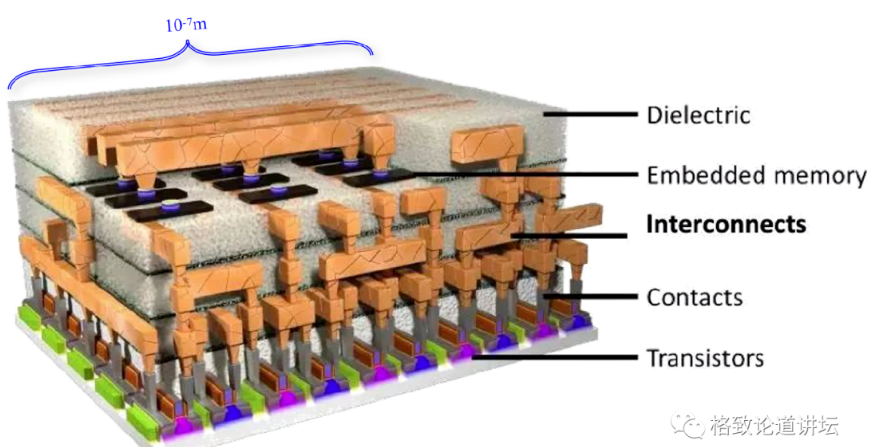 10⁻⁷m
Dielectric
Embedded memory
Interconnects
Contacts
Transistors
格致论道讲坛